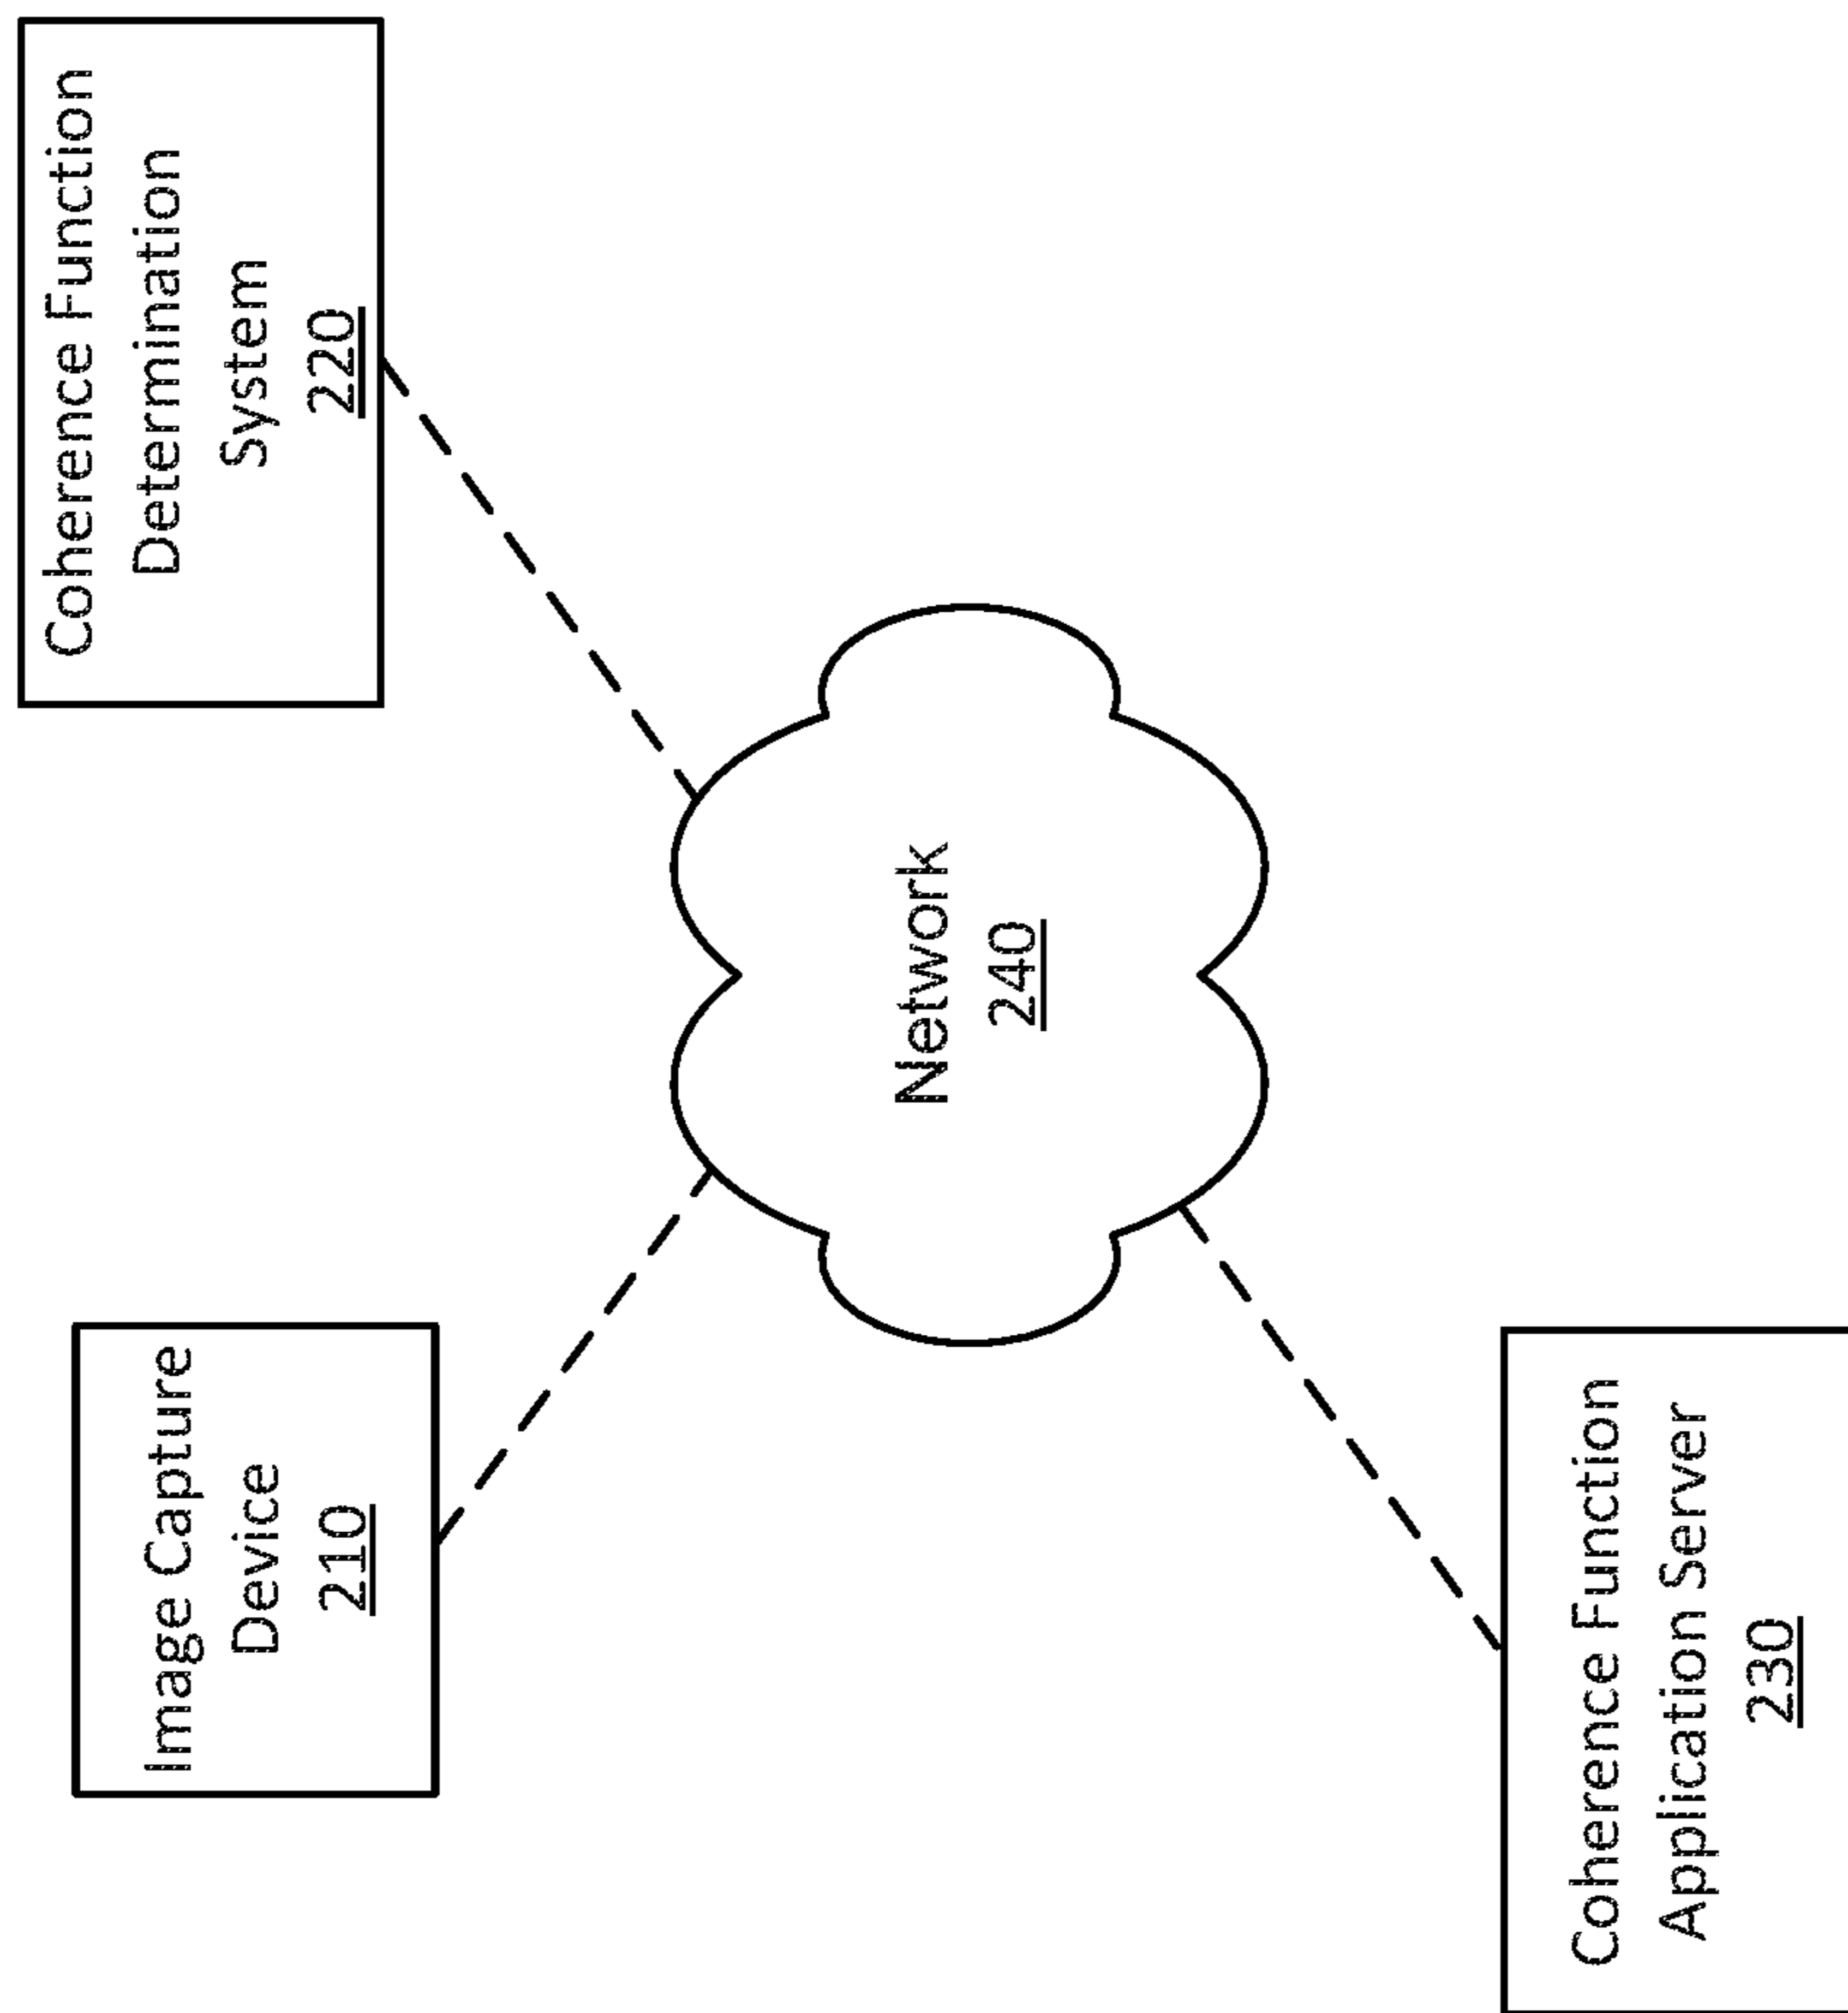 Image Capture
Device
210
Coherence Function
Determination
System
220
Network
240
Coherence Function
Application Server
230